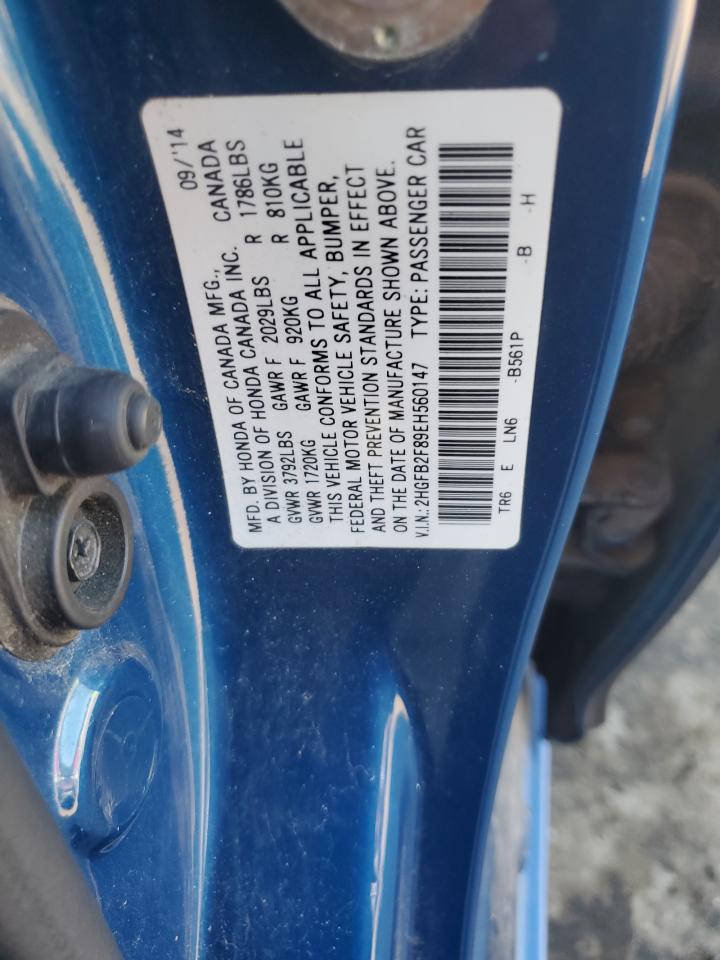 MFD. BY HONDA OF CANADA MFG., 09/'14
A DIVISION OF HONDA CANADA INC. CANADA
GVWR 3792LBS GAWR F 2029LBS R 1786LBS
GVWR 1720KG GAWR F 920KG R 810KG
THIS VEHICLE CONFORMS TO ALL APPLICABLE
FEDERAL MOTOR VEHICLE SAFETY, BUMPER,
AND THEFT PREVENTION STANDARDS IN EFFECT
ON THE DATE OF MANUFACTURE SHOWN ABOVE.
V.I.N.: 2HGFB2F89EH560147 TYPE: PASSENGER CAR
TR6 E LN6 -B561P -B -H